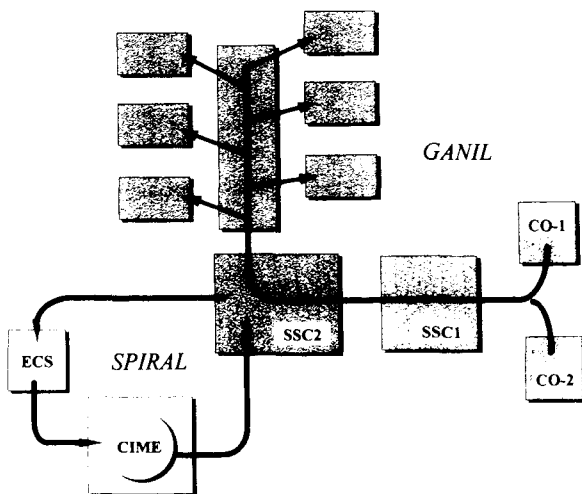 GANIL
CO-1
SSC2
SSC1
ECS
SPIRAL
CO-2
CIME